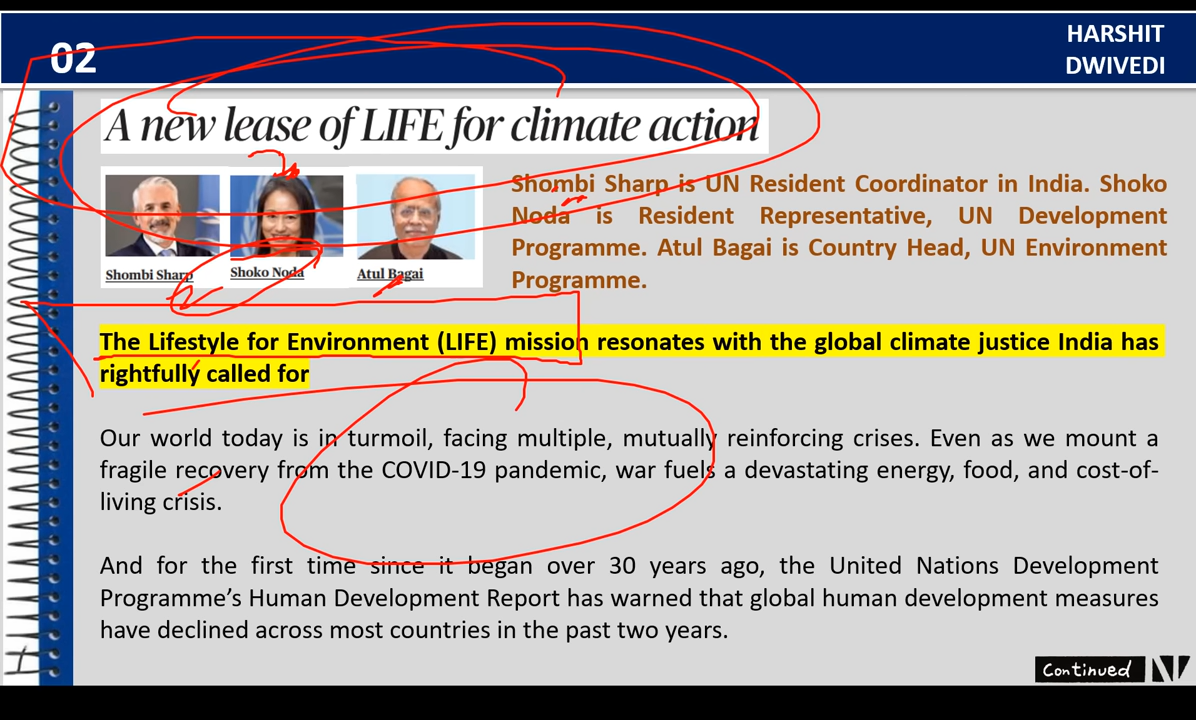 02
HARSHIT
DWIVEDI
A new lease of LIFE for climate action
Shombi Sharp
Shoko Noda
Atul Bagai
Shombi Sharp is UN Resident Coordinator in India. Shoko
Noda is Resident Representative, UN Development
Programme. Atul Bagai is Country Head, UN Environment
Programme.
The Lifestyle for Environment (LIFE) mission resonates with the global climate justice India has
rightfully called for
Our world today is in turmoil, facing multiple, mutually reinforcing crises. Even as we mount a
fragile recovery from the COVID-19 pandemic, war fuels a devastating energy, food, and cost-of-
living crisis.
And for the first time since it began over 30 years ago, the United Nations Development
Programme’s Human Development Report has warned that global human development measures
have declined across most countries in the past two years.
Continued